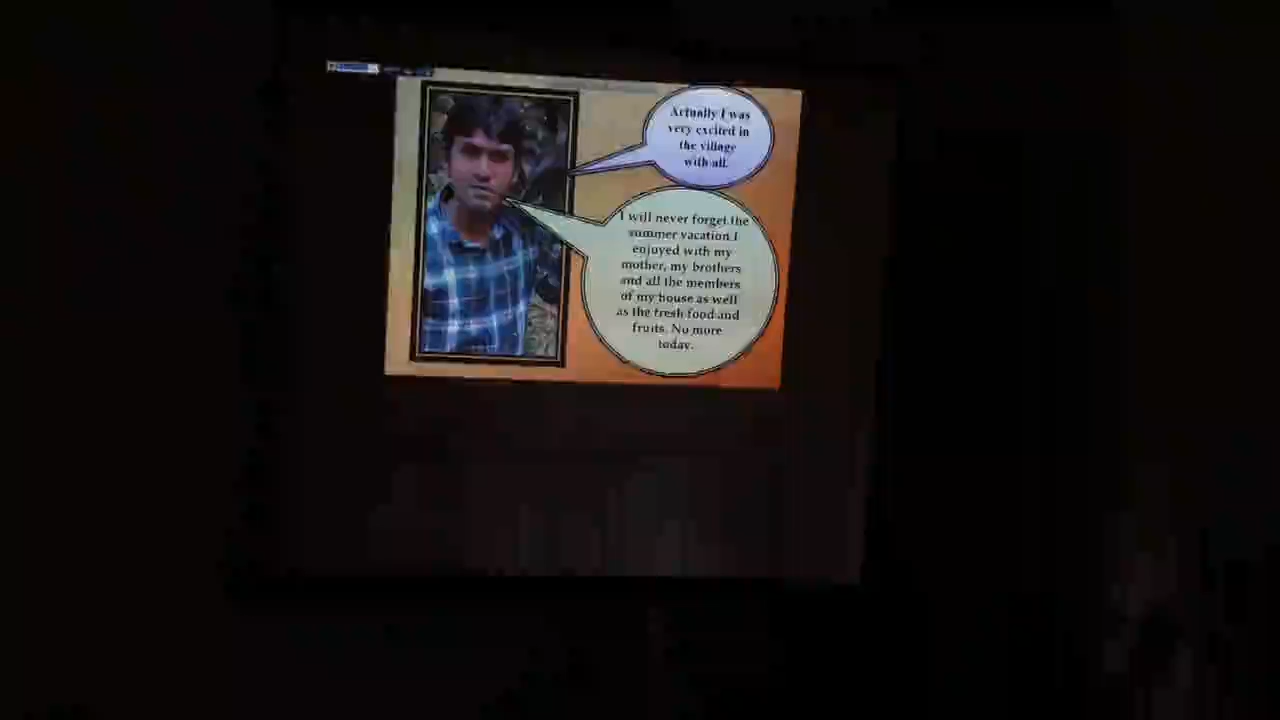 Actually I was
very excited in
the village
with all.
I will never forget the
summer vacation I
enjoyed with my
mother, my brothers
and all the members
of my house as well
as the fresh food and
fruits. No more
today.